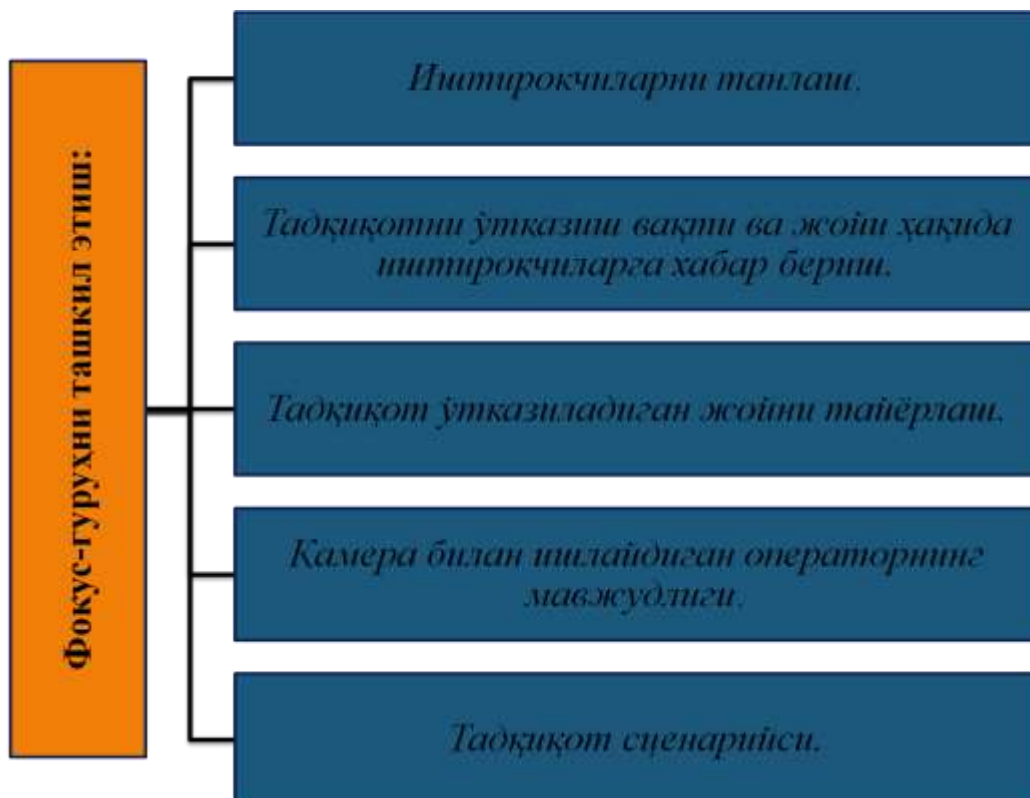 Фокус-гурухни ташкил этиш:
Иштирокчиларни танлаш.
Тадқиқотни ўтказиш вақти ва жойи ҳақида
иштирокчиларга хабар бериш.
Тадқиқот ўтказиладиган жойни тайёрлаш.
Камера билан ишлайдиган операторнинг
мавжудлиги.
Тадқиқот сценарийси.